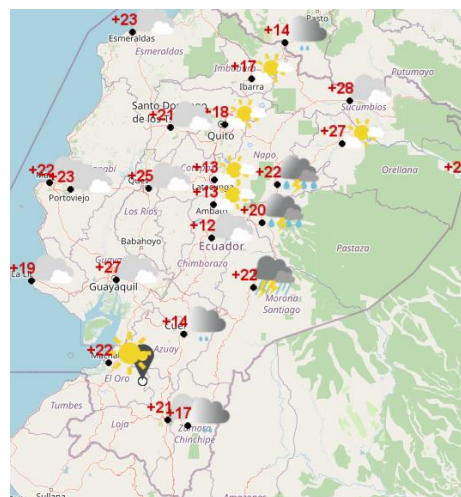 +23
Esmeraldas
Esmeraldas
+14
Pasto
Imbabura
+17
Ibarra
+28
Putumayo
Sucumbíos
Santo Domingo
+21
+18
Quito
+27
Napo
Orellana
+22
+23
Portoviejo
+25
Los Ríos
+13
Latacunga
+13
Ambato
+22
+20
+12
Ecuador
Babahoyo
Pastaza
Chimborazo
+19
+27
Guayaquil
+22
Morona
Santiago
+14
Azuay
+22
El Oro
Tumbes
+21
+17
Loja
Zamora
Chinchipe
Sullana
Amazonas